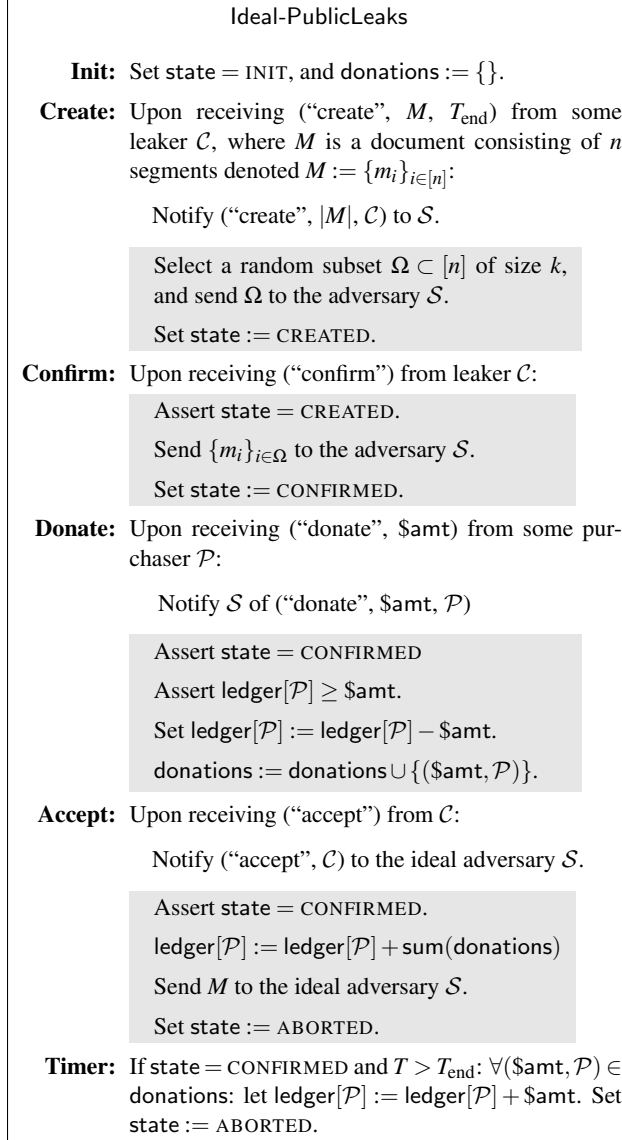 Ideal-PublicLeaks
Init: Set state = INIT, and donations := {}.
Create: Upon receiving (“create”, M, T_end) from some
leaker C, where M is a document consisting of n
segments denoted M := {m_i}_{i∈[n]}:
Notify (“create”, |M|, C) to S.
Select a random subset Ω ⊂ [n] of size k,
and send Ω to the adversary S.
Set state := CREATED.
Confirm: Upon receiving (“confirm”) from leaker C:
Assert state = CREATED.
Send {m_i}_{i∈Ω} to the adversary S.
Set state := CONFIRMED.
Donate: Upon receiving (“donate”, $amt) from some pur-
chaser P:
Notify S of (“donate”, $amt, P)
Assert state = CONFIRMED
Assert ledger[P] ≥ $amt.
Set ledger[P] := ledger[P] − $amt.
donations := donations ∪ {($amt, P)}.
Accept: Upon receiving (“accept”) from C:
Notify (“accept”, C) to the ideal adversary S.
Assert state = CONFIRMED.
ledger[P] := ledger[P] + sum(donations)
Send M to the ideal adversary S.
Set state := ABORTED.
Timer: If state = CONFIRMED and T > T_end: ∀($amt, P) ∈
donations: let ledger[P] := ledger[P] + $amt. Set
state := ABORTED.